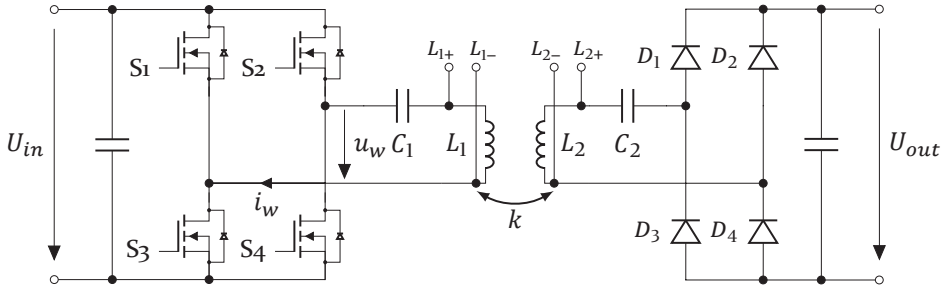 L₁₊ L₁₋ L₂₋ L₂₊
S1 S2 D₁ D₂
U_in u_w C₁ L₁ L₂ C₂ U_out
i_w k
S3 S4 D₃ D₄